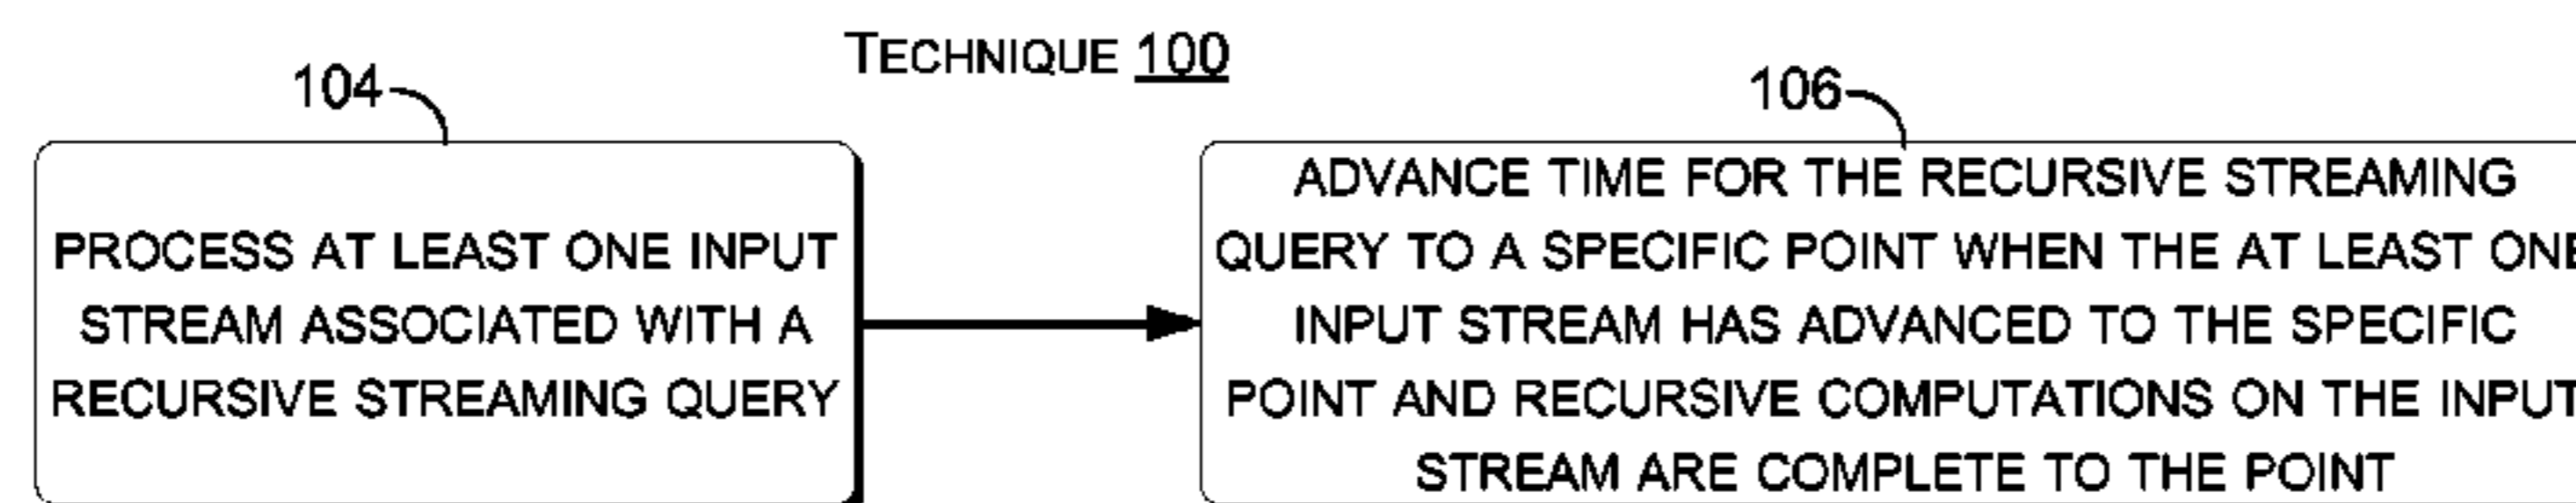 TECHNIQUE 100
104
106
PROCESS AT LEAST ONE INPUT
STREAM ASSOCIATED WITH A
RECURSIVE STREAMING QUERY
ADVANCE TIME FOR THE RECURSIVE STREAMING
QUERY TO A SPECIFIC POINT WHEN THE AT LEAST ONE
INPUT STREAM HAS ADVANCED TO THE SPECIFIC
POINT AND RECURSIVE COMPUTATIONS ON THE INPUT
STREAM ARE COMPLETE TO THE POINT